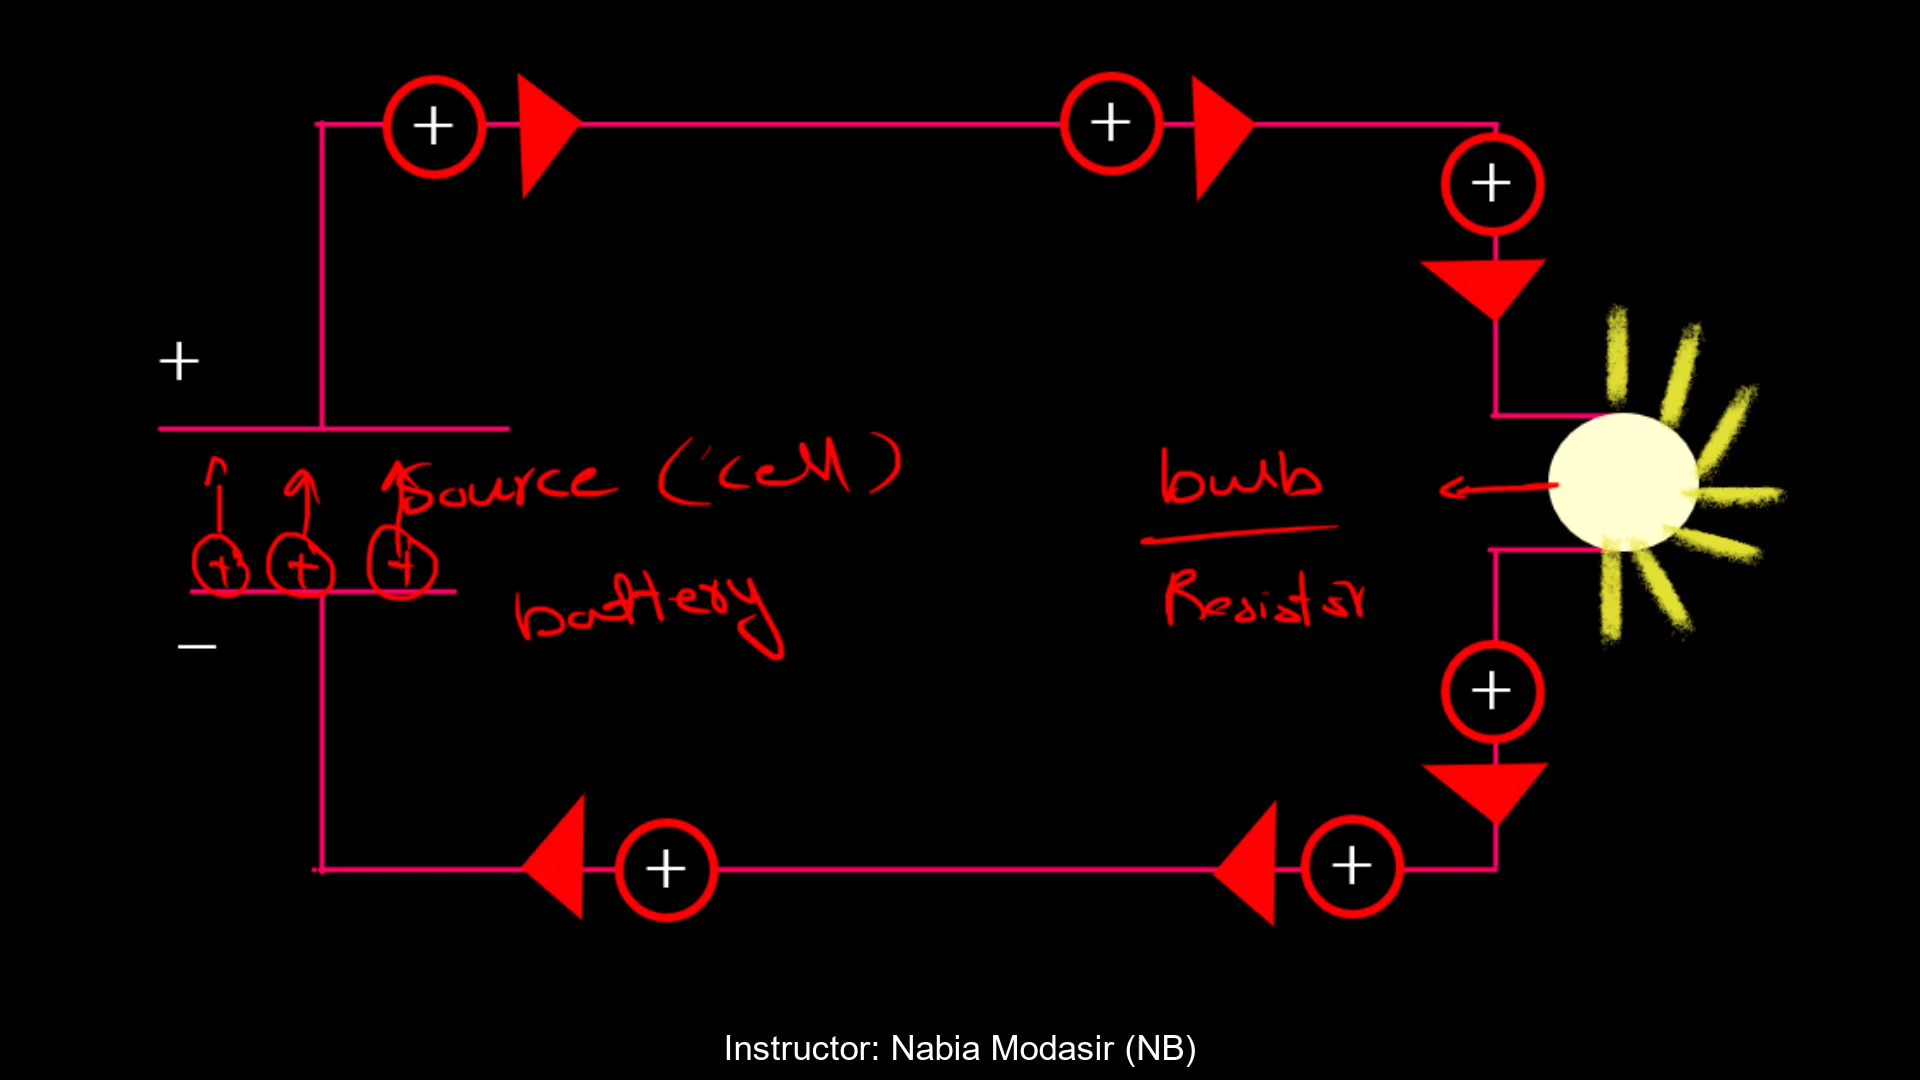 + +
+
+
Source (cell)
bulb
+ + +
battery
Resistor
−
+
+ +
Instructor: Nabia Modasir (NB)